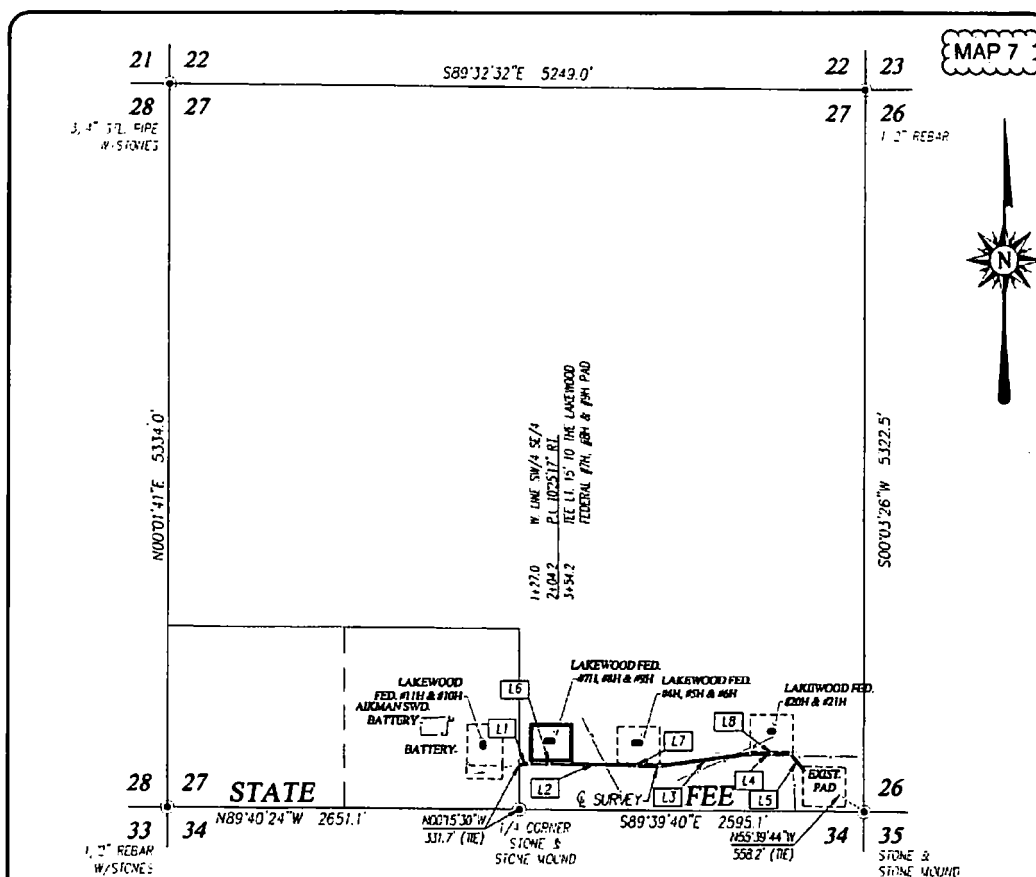 MAP 7
21 22
S89°32'32"E 5249.0'
22 23
28 27
27 26
3/4" STL. PIPE
W/STONES
1/2" REBAR
N
N00°01'41"E 5334.0'
S00°03'26"W 5322.5'
1+27.0 W. LINE SW/4 SE/4
2+04.2 P.I. 10°25'17" RT.
3+54.2 TEE LT. 15' TO THE LAKEWOOD
FEDERAL #7H, #8H & #9H PAD
LAKEWOOD
FED. #11H & #10H
AIKMAN SWD.
BATTERY
BATTERY
L1
L6
LAKEWOOD FED.
#7H, #8H & #9H
LAKEWOOD FED.
#4H, #5H & #6H
LAKEWOOD FED.
#20H & #21H
L8
L7
L2
℄ SURVEY
L3
L4
L5
EXIST.
PAD
28 27
STATE
FEE
26
N89°40'24"W 2651.1'
S89°39'40"E 2595.1'
33 34
34 35
N00°15'30"W
331.7' (TIE)
N55°39'44"W
558.2' (TIE)
1/2" REBAR
W/STONES
1/4 CORNER
STONE &
STONE MOUND
STONE &
STONE MOUND